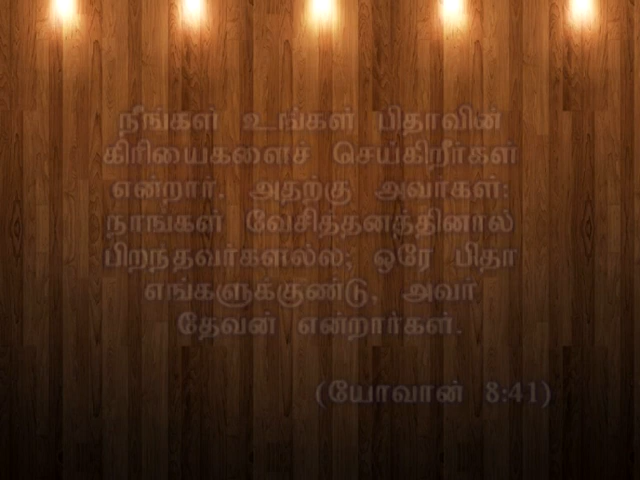 நீங்கள் உங்கள் பிதாவின்
கிரியைகளைச் செய்கிறீர்கள்
என்றார். அதற்கு அவர்கள்:
நாங்கள் வேசித்தனத்தினால்
பிறந்தவர்களல்ல; ஒரே பிதா
எங்களுக்குண்டு, அவர்
தேவன் என்றார்கள்.
(யோவான் 8:41)